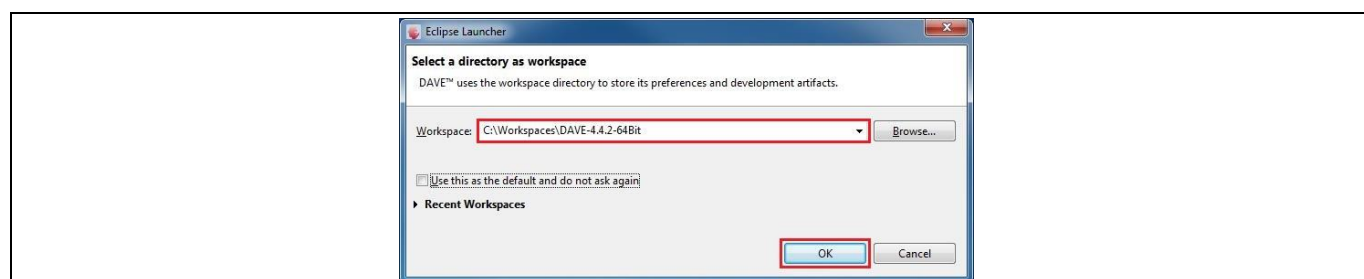 Eclipse Launcher
Select a directory as workspace
DAVE™ uses the workspace directory to store its preferences and development artifacts.
Workspace: C:\Workspaces\DAVE-4.4.2-64Bit Browse...
Use this as the default and do not ask again
Recent Workspaces
OK Cancel